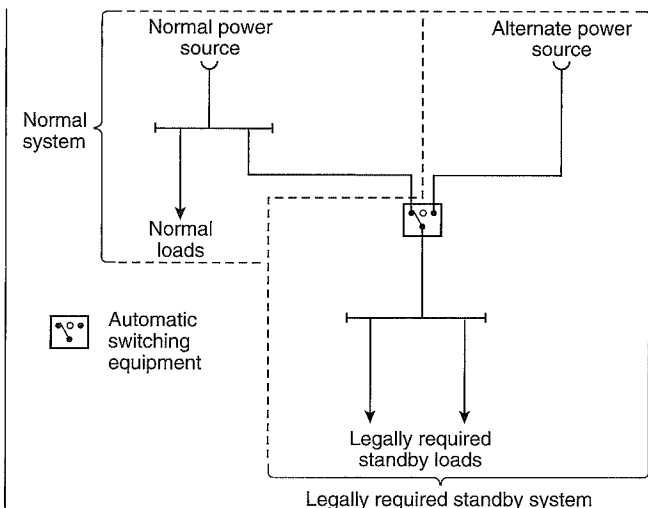 Normal power
source
Alternate power
source
Normal
system
Normal
loads
Automatic
switching
equipment
Legally required
standby loads
Legally required standby system